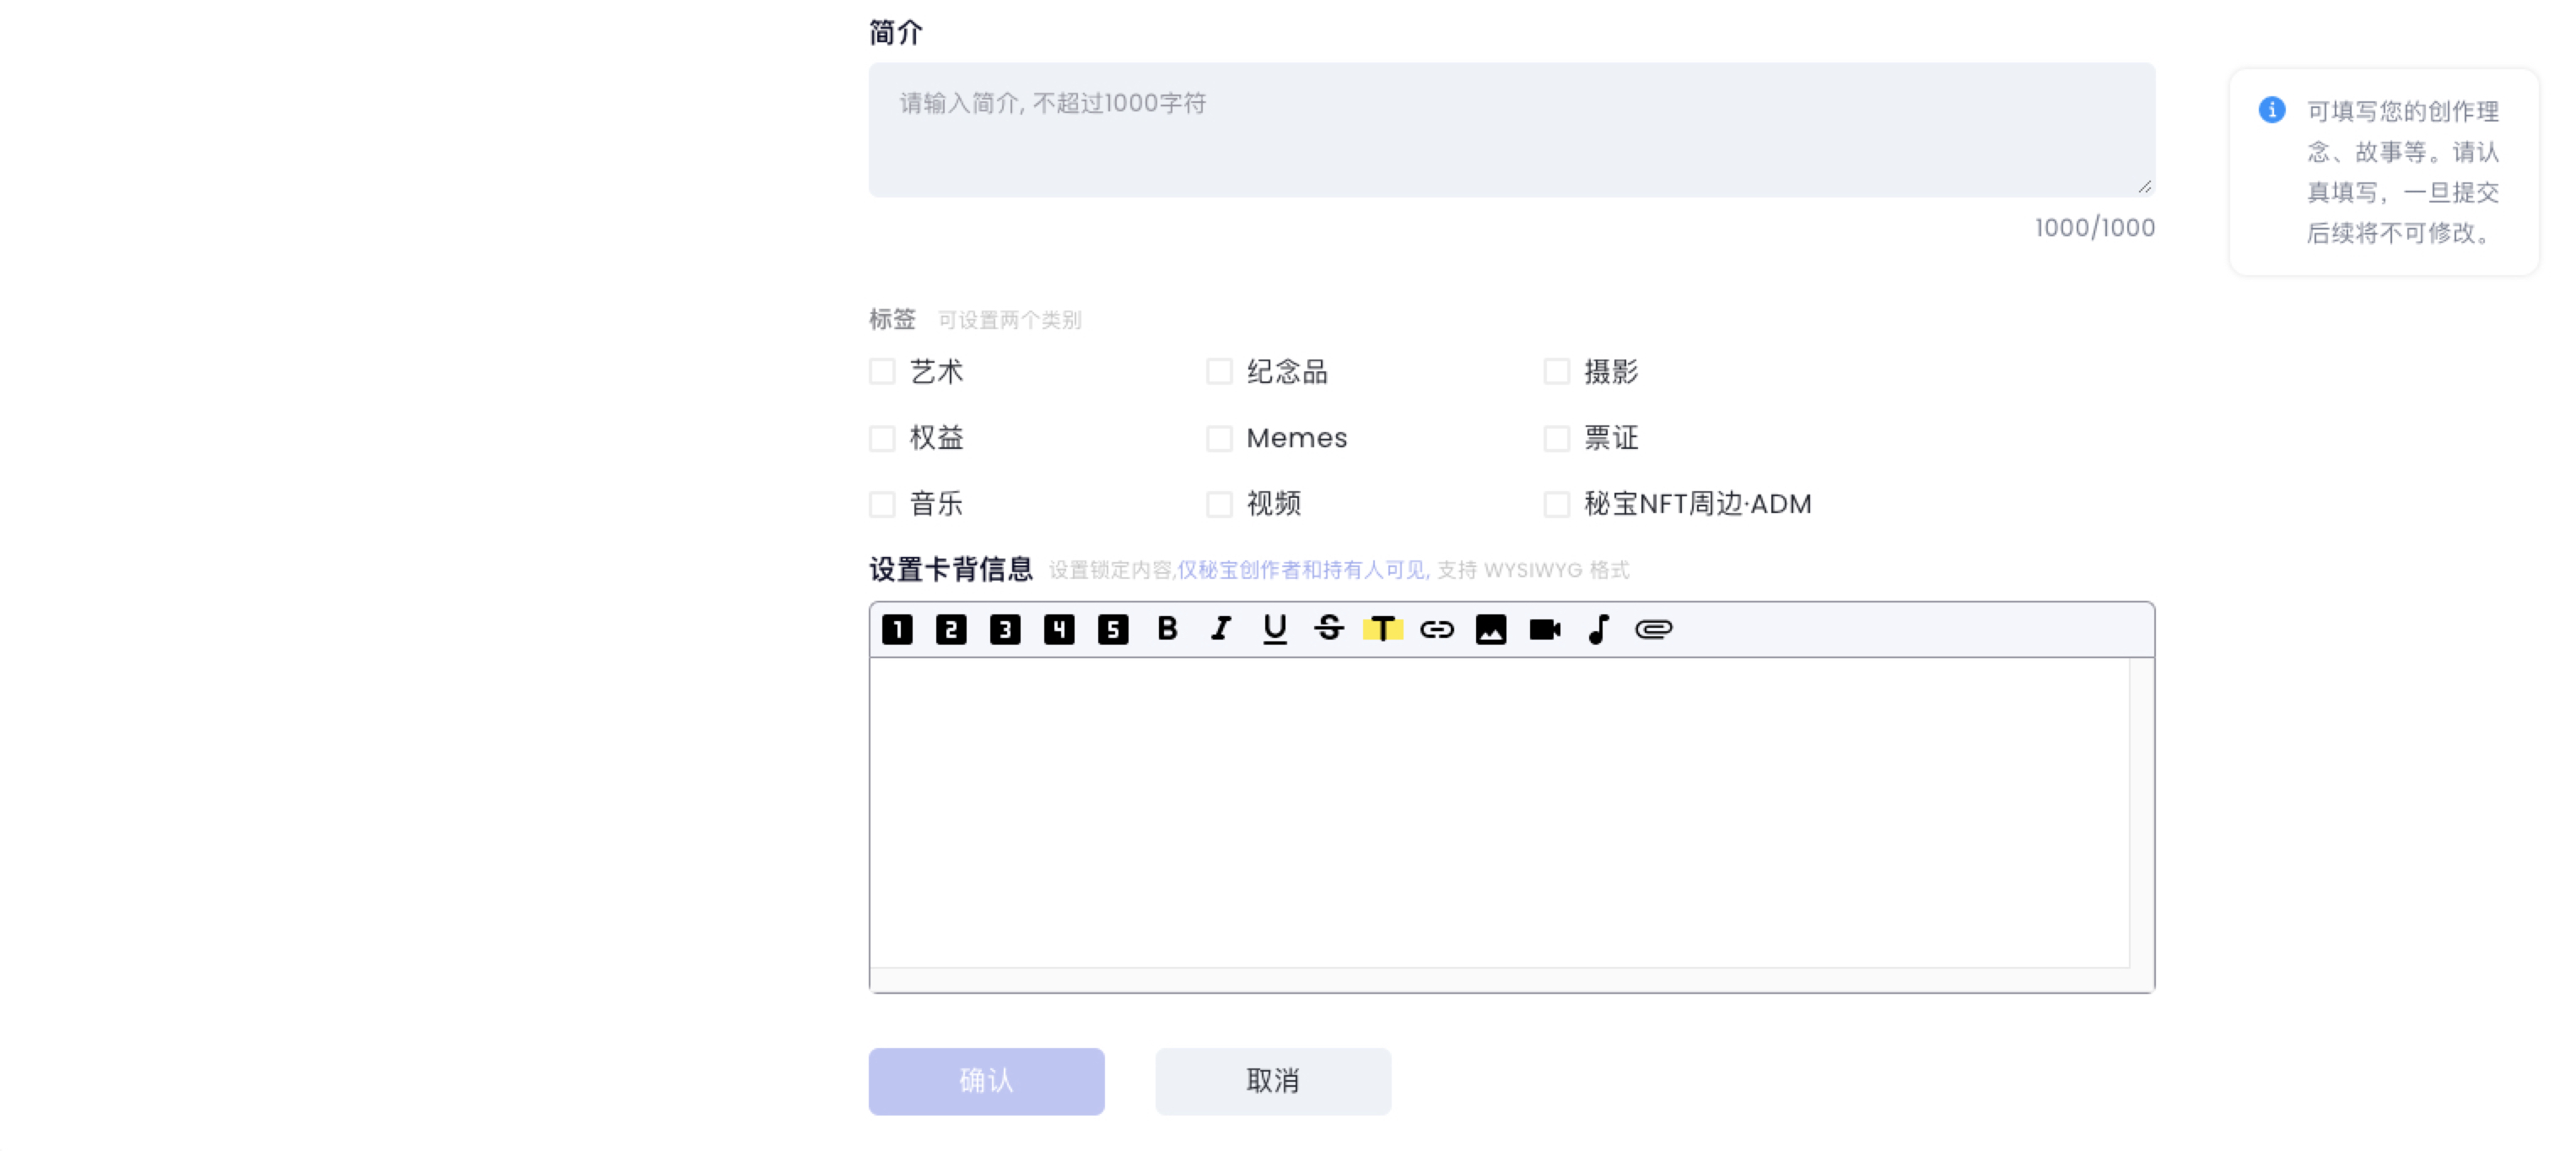 简介
请输入简介, 不超过1000字符
1000/1000
可填写您的创作理
念、故事等。请认
真填写，一旦提交
后续将不可修改。
标签 可设置两个类别
艺术 纪念品 摄影
权益 Memes 票证
音乐 视频 秘宝NFT周边·ADM
设置卡背信息 设置锁定内容,仅秘宝创作者和持有人可见, 支持 WYSIWYG 格式
1 2 3 4 5 B I U S T
确认 取消